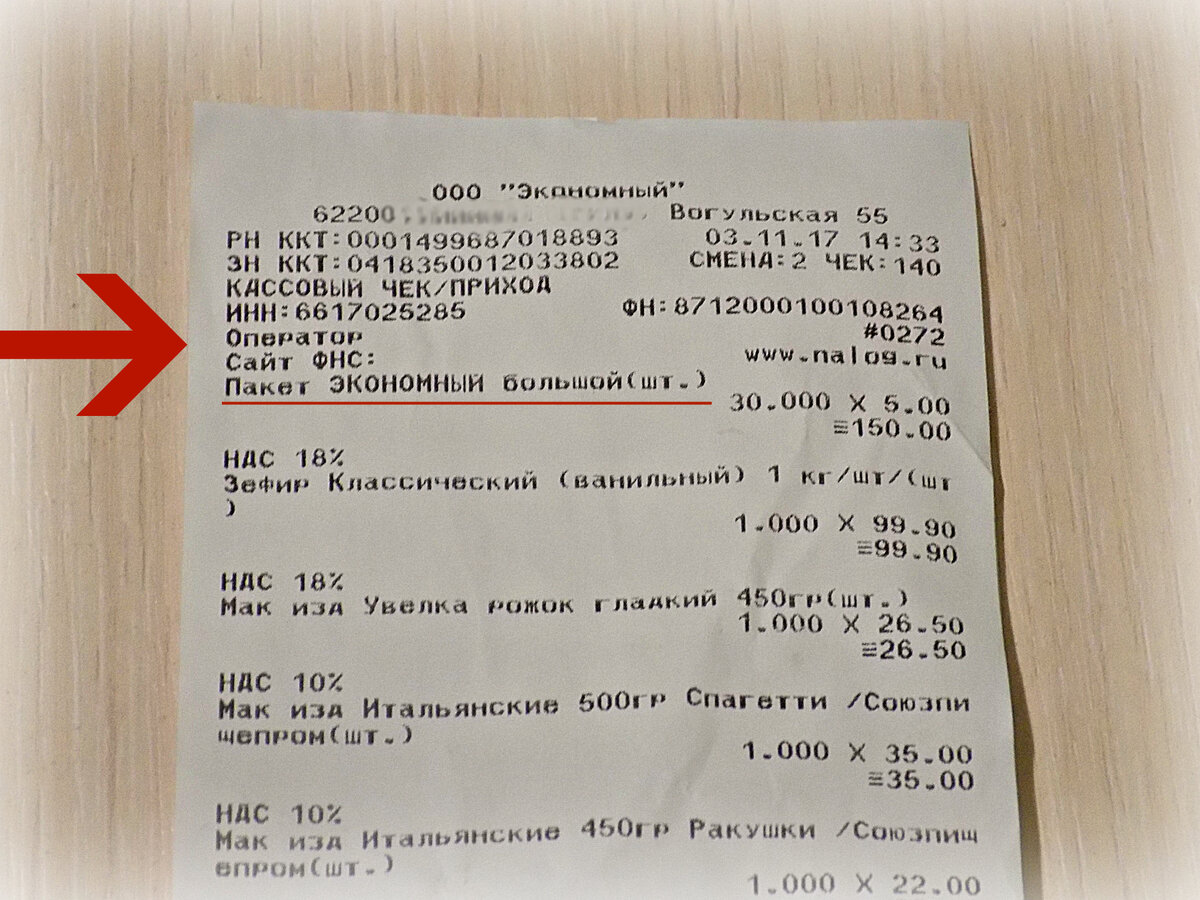 ООО "Экономный"
62200 Вогульская 55
РН ККТ:0001499687018893 03.11.17 14:33
ЗН ККТ:0418350012033802 СМЕНА:2 ЧЕК:140
КАССОВЫЙ ЧЕК/ПРИХОД
ИНН:6617025285 ФН:8712000100108264
Оператор #0272
Сайт ФНС: www.nalog.ru
Пакет ЭКОНОМНЫЙ большой(шт.)
30.000 X 5.00
≡150.00
НДС 18%
Зефир Классический (ванильный) 1 кг/шт/(шт
)
1.000 X 99.90
≡99.90
НДС 18%
Мак изд Увелка рожок гладкий 450гр(шт.)
1.000 X 26.50
≡26.50
НДС 10%
Мак изд Итальянские 500гр Спагетти /Союзпи
щепром(шт.)
1.000 X 35.00
≡35.00
НДС 10%
Мак изд Итальянские 450гр Ракушки /Союзпищ
епром(шт.)
1.000 X 22.00